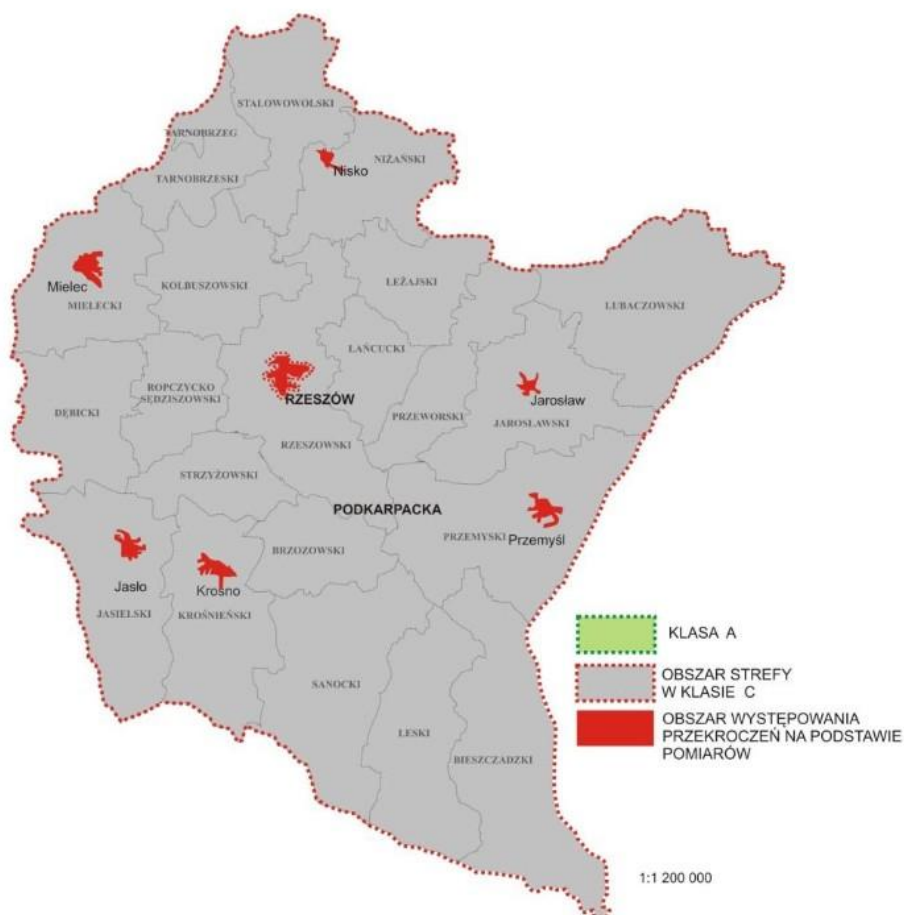 STALOWOWOLSKI
TARNOBRZEG
NIŻAŃSKI
Nisko
TARNOBRZESKI
Mielec
MIELECKI
KOLBUSZOWSKI
LEŻAJSKI
LUBACZOWSKI
ŁAŃCUCKI
DĘBICKI
ROPCZYCKO
SĘDZISZOWSKI
RZESZÓW
PRZEWORSKI
Jarosław
JAROSŁAWSKI
RZESZOWSKI
STRZYŻOWSKI
PODKARPACKA
PRZEMYSKI
Przemyśl
BRZOZOWSKI
Jasło
JASIELSKI
Krosno
KROŚNIEŃSKI
SANOCKI
LESKI
BIESZCZADZKI
KLASA A
OBSZAR STREFY
W KLASIE C
OBSZAR WYSTĘPOWANIA
PRZEKROCZEŃ NA PODSTAWIE
POMIARÓW
1:1 200 000